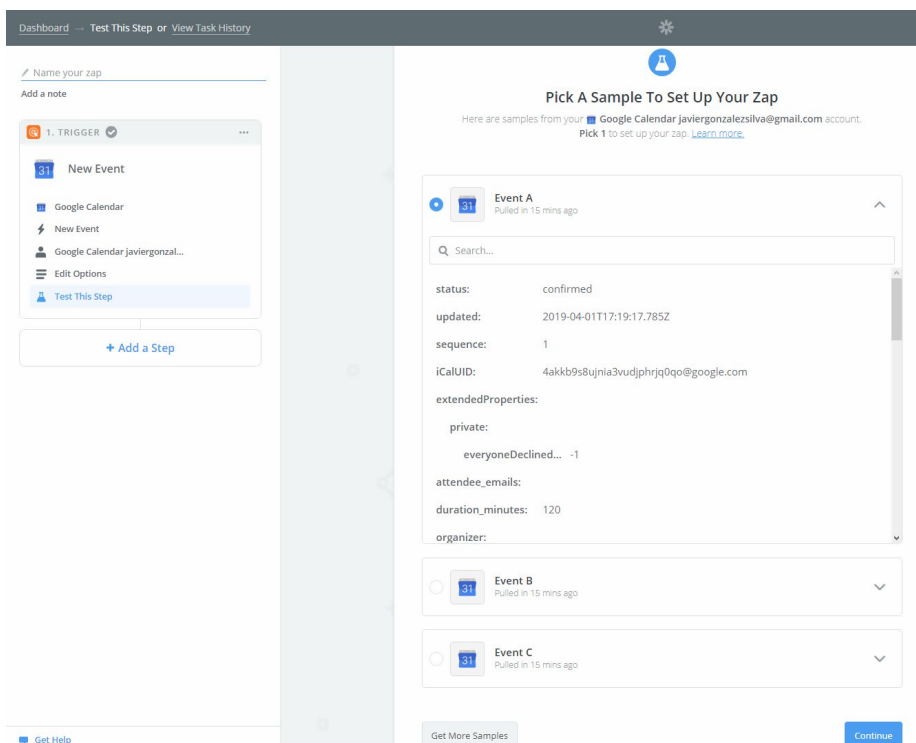 Dashboard → Test This Step or View Task History
Name your zap
Add a note
1. TRIGGER
...
31 New Event
Google Calendar
New Event
Google Calendar javiergonzal...
Edit Options
Test This Step
+ Add a Step
Get Help
Pick A Sample To Set Up Your Zap
Here are samples from your 31 Google Calendar javiergonzalezsilva@gmail.com account.
Pick 1 to set up your zap. Learn more.
31 Event A
Pulled in 15 mins ago
Search...
status: confirmed
updated: 2019-04-01T17:19:17.785Z
sequence: 1
iCalUID: 4akkb9s8ujnia3vudjphrjq0qo@google.com
extendedProperties:
private:
everyoneDeclined... -1
attendee_emails:
duration_minutes: 120
organizer:
31 Event B
Pulled in 15 mins ago
31 Event C
Pulled in 15 mins ago
Get More Samples
Continue